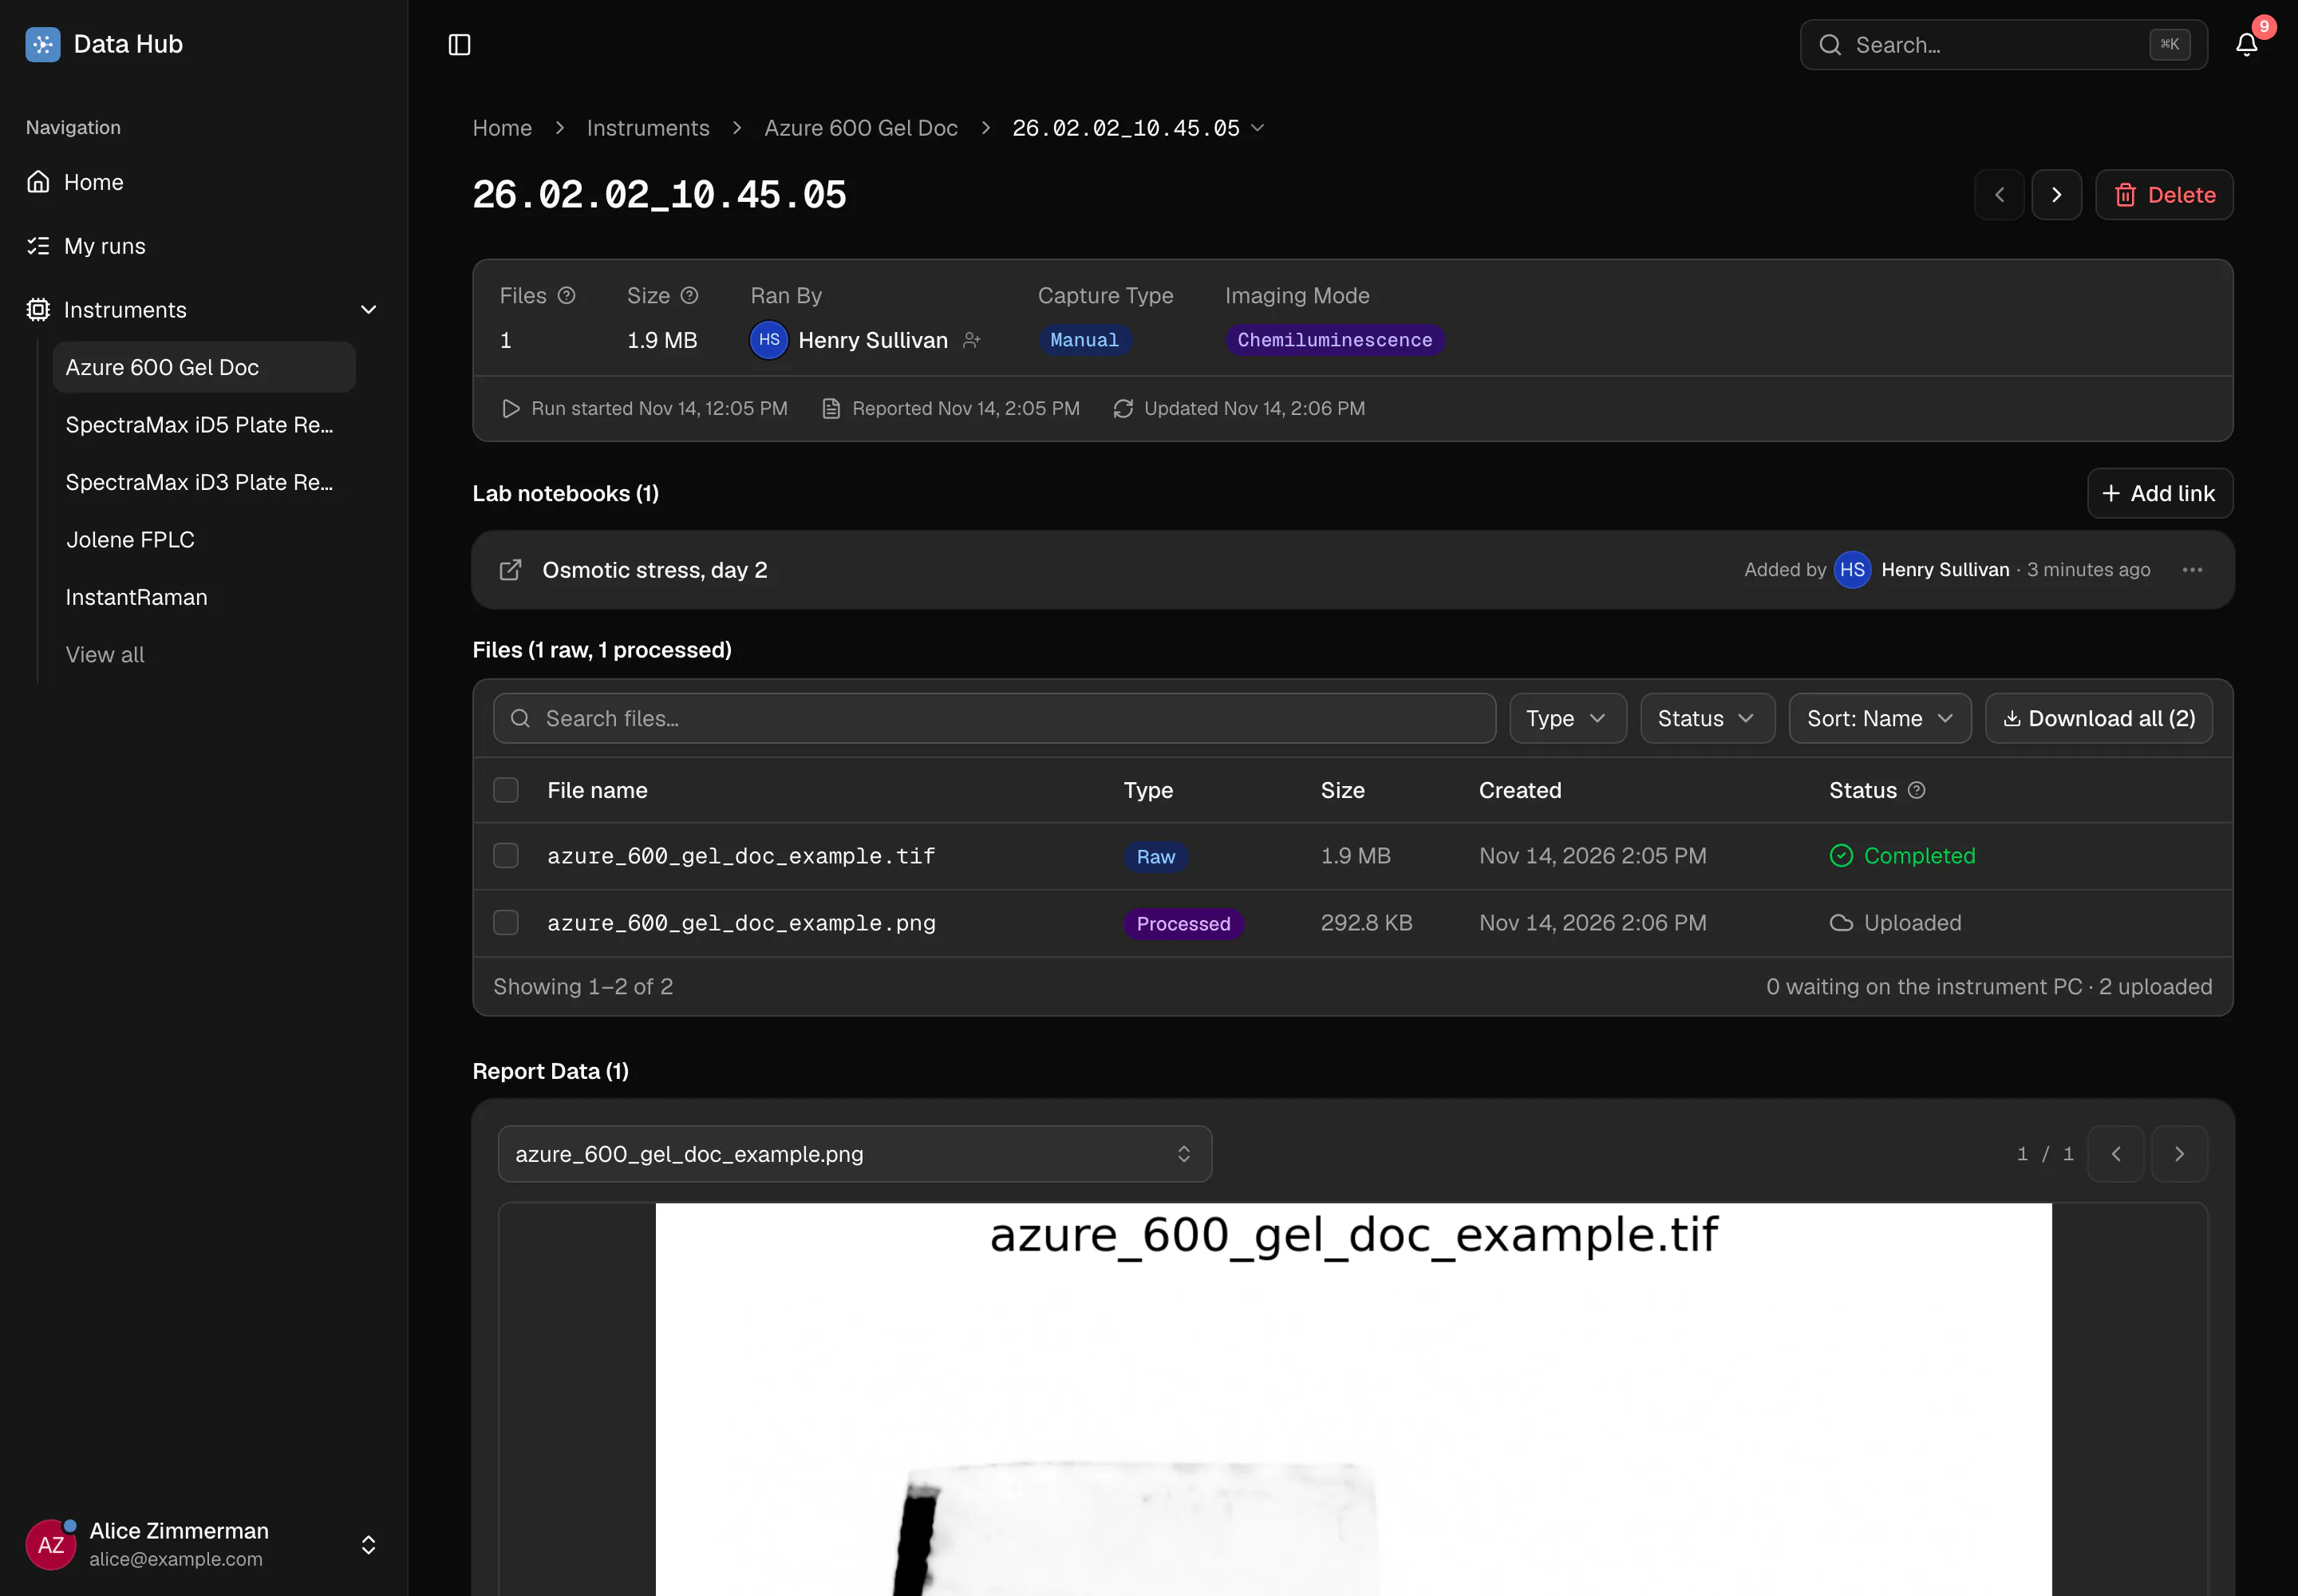 Data Hub
Search...
⌘K
9
Navigation
Home
My runs
Instruments
Azure 600 Gel Doc
SpectraMax iD5 Plate Re...
SpectraMax iD3 Plate Re...
Jolene FPLC
InstantRaman
View all
Home > Instruments > Azure 600 Gel Doc > 26.02.02_10.45.05
26.02.02_10.45.05
Delete
Files Size Ran By Capture Type Imaging Mode
1 1.9 MB HS Henry Sullivan Manual Chemiluminescence
Run started Nov 14, 12:05 PM Reported Nov 14, 2:05 PM Updated Nov 14, 2:06 PM
Lab notebooks (1)
Add link
Osmotic stress, day 2
Added by HS Henry Sullivan · 3 minutes ago
Files (1 raw, 1 processed)
Search files...
Type
Status
Sort: Name
Download all (2)
File name Type Size Created Status
azure_600_gel_doc_example.tif Raw 1.9 MB Nov 14, 2026 2:05 PM Completed
azure_600_gel_doc_example.png Processed 292.8 KB Nov 14, 2026 2:06 PM Uploaded
Showing 1–2 of 2
0 waiting on the instrument PC · 2 uploaded
Report Data (1)
azure_600_gel_doc_example.png
1 / 1
azure_600_gel_doc_example.tif
AZ
Alice Zimmerman
alice@example.com